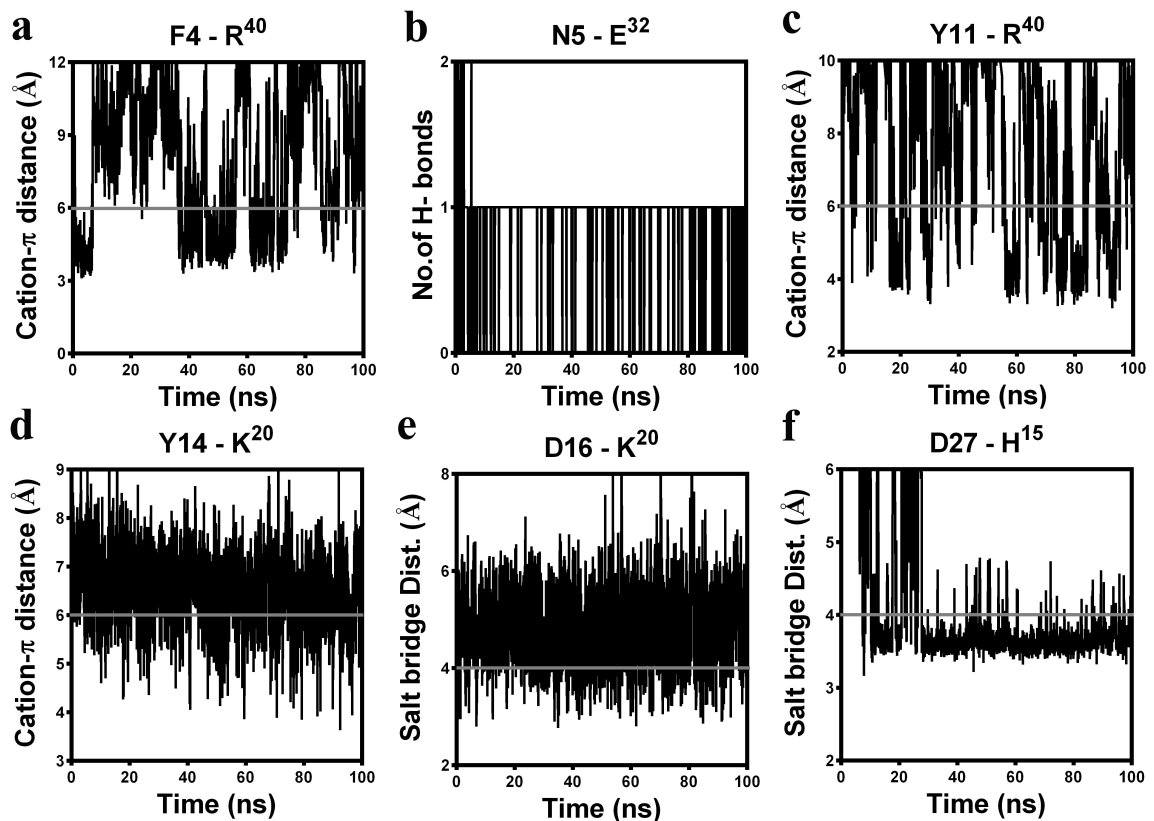 a
F4 - R40
Cation-π distance (Å)
12
9
6
3
0
0 20 40 60 80 100
Time (ns)
b
N5 - E32
No.of H- bonds
2
1
0
0 20 40 60 80 100
Time (ns)
c
Y11 - R40
Cation-π distance (Å)
10
8
6
4
2
0 20 40 60 80 100
Time (ns)
d
Y14 - K20
Cation-π distance (Å)
9
8
7
6
5
4
3
0 20 40 60 80 100
Time (ns)
e
D16 - K20
Salt bridge Dist. (Å)
8
6
4
2
0 20 40 60 80 100
Time (ns)
f
D27 - H15
Salt bridge Dist. (Å)
6
5
4
3
2
0 20 40 60 80 100
Time (ns)